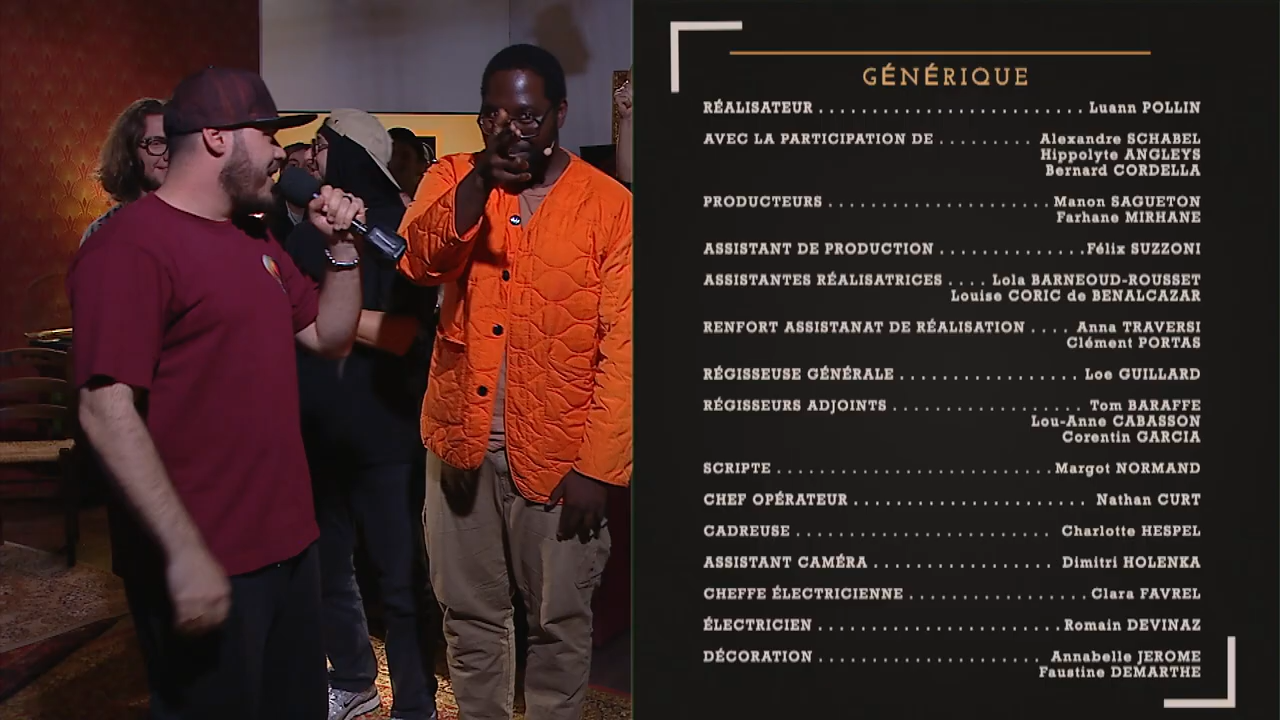 GÉNÉRIQUE
RÉALISATEUR . . . . . . . . . . . . . . . . . . . . . . . . . . Luann POLLIN
AVEC LA PARTICIPATION DE . . . . . . . . . Alexandre SCHABEL
Hippolyte ANGLEYS
Bernard CORDELLA
PRODUCTEURS . . . . . . . . . . . . . . . . . . . . . . Manon SAGUETON
Farhane MIRHANE
ASSISTANT DE PRODUCTION . . . . . . . . . . . . . . Félix SUZZONI
ASSISTANTES RÉALISATRICES . . . . Lola BARNEOUD-ROUSSET
Louise CORIC de BENALCAZAR
RENFORT ASSISTANAT DE RÉALISATION . . . . Anna TRAVERSI
Clément PORTAS
RÉGISSEUSE GÉNÉRALE . . . . . . . . . . . . . . . . . . Loe GUILLARD
RÉGISSEURS ADJOINTS . . . . . . . . . . . . . . . . . . . Tom BARAFFE
Lou-Anne CABASSON
Corentin GARCIA
SCRIPTE . . . . . . . . . . . . . . . . . . . . . . . . . . . Margot NORMAND
CHEF OPÉRATEUR . . . . . . . . . . . . . . . . . . . . . . . Nathan CURT
CADREUSE . . . . . . . . . . . . . . . . . . . . . . . . . . Charlotte HESPEL
ASSISTANT CAMÉRA . . . . . . . . . . . . . . . . . . Dimitri HOLENKA
CHEFFE ÉLECTRICIENNE . . . . . . . . . . . . . . . . . . Clara FAVREL
ÉLECTRICIEN . . . . . . . . . . . . . . . . . . . . . . . . Romain DEVINAZ
DÉCORATION . . . . . . . . . . . . . . . . . . . . . . Annabelle JEROME
Faustine DEMARTHE